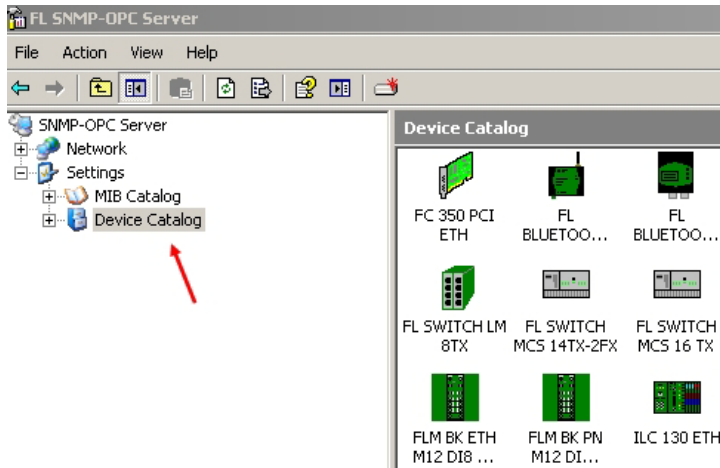 FL SNMP-OPC Server
File Action View Help
SNMP-OPC Server
Network
Settings
MIB Catalog
Device Catalog
Device Catalog
FC 350 PCI
ETH
FL
BLUETOO...
FL
BLUETOO...
FL SWITCH LM
8TX
FL SWITCH
MCS 14TX-2FX
FL SWITCH
MCS 16 TX
FLM BK ETH
M12 DI8 ...
FLM BK PN
M12 DI...
ILC 130 ETH